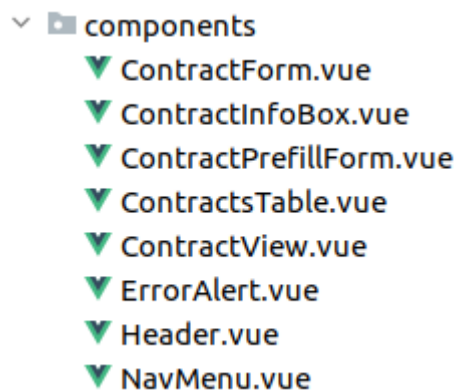 components
ContractForm.vue
ContractInfoBox.vue
ContractPrefillForm.vue
ContractsTable.vue
ContractView.vue
ErrorAlert.vue
Header.vue
NavMenu.vue